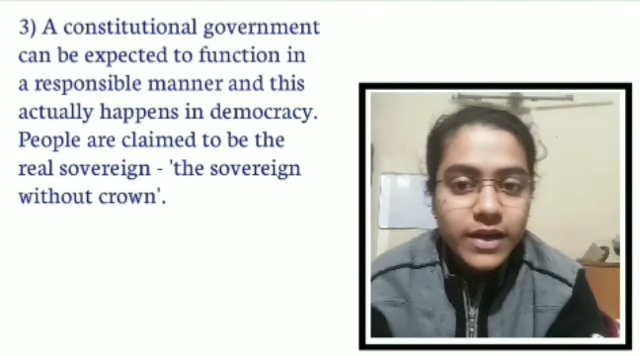 3) A constitutional government
can be expected to function in
a responsible manner and this
actually happens in democracy.
People are claimed to be the
real sovereign - 'the sovereign
without crown'.